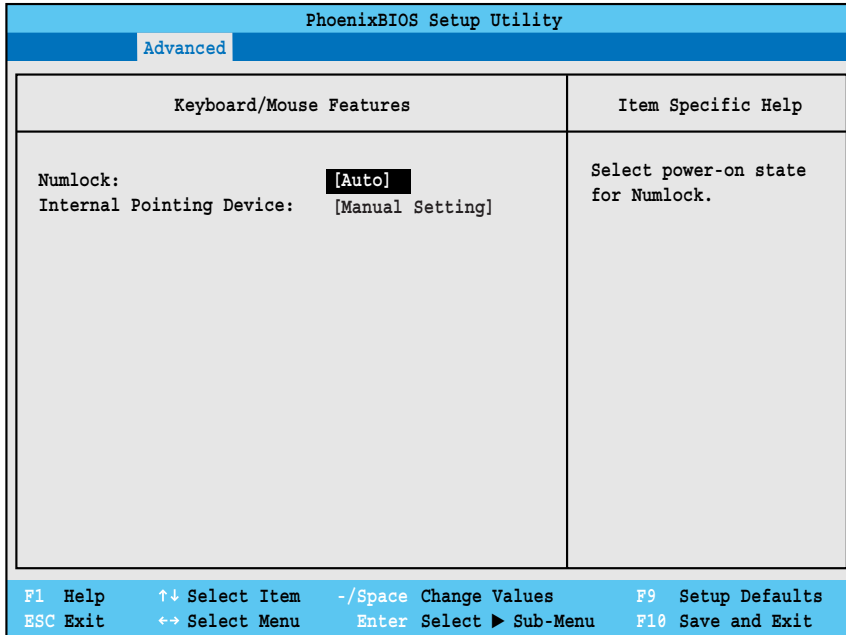 PhoenixBIOS Setup Utility
Advanced
Keyboard/Mouse Features
Item Specific Help
Numlock: [Auto]
Internal Pointing Device: [Manual Setting]
Select power-on state
for Numlock.
F1 Help ↑↓ Select Item -/Space Change Values F9 Setup Defaults
ESC Exit ←→ Select Menu Enter Select ▶ Sub-Menu F10 Save and Exit